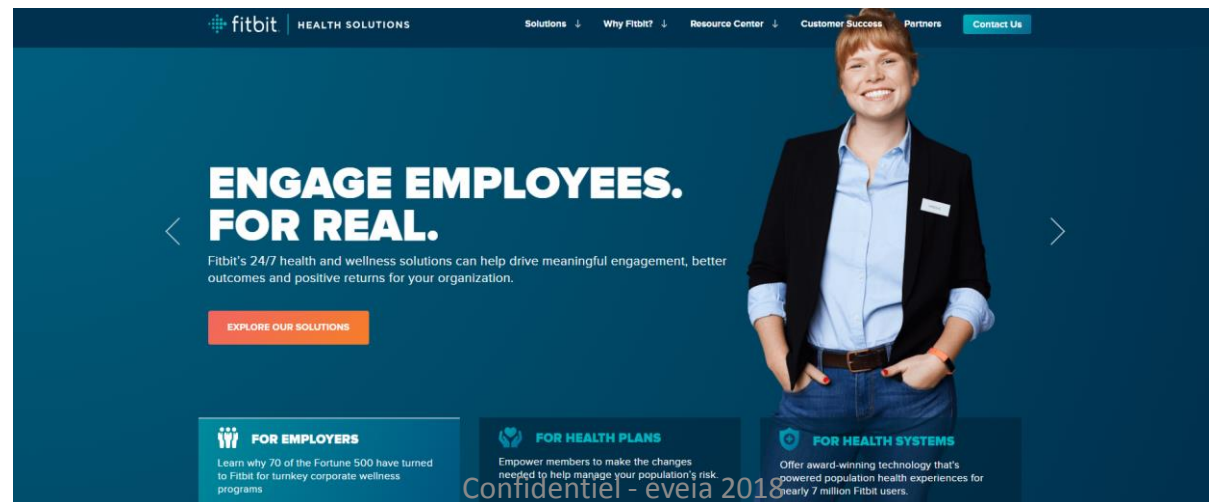 fitbit | HEALTH SOLUTIONS
Solutions ↓ Why Fitbit? ↓ Resource Center ↓ Customer Success Partners Contact Us
ENGAGE EMPLOYEES.
FOR REAL.
Fitbit's 24/7 health and wellness solutions can help drive meaningful engagement, better
outcomes and positive returns for your organization.
EXPLORE OUR SOLUTIONS
FOR EMPLOYERS
Learn why 70 of the Fortune 500 have turned
to Fitbit for turnkey corporate wellness
programs
FOR HEALTH PLANS
Empower members to make the changes
needed to help manage your population's risk.
FOR HEALTH SYSTEMS
Offer award-winning technology that's
powered population health experiences for
nearly 7 million Fitbit users.
Confidentiel - eveia 2018